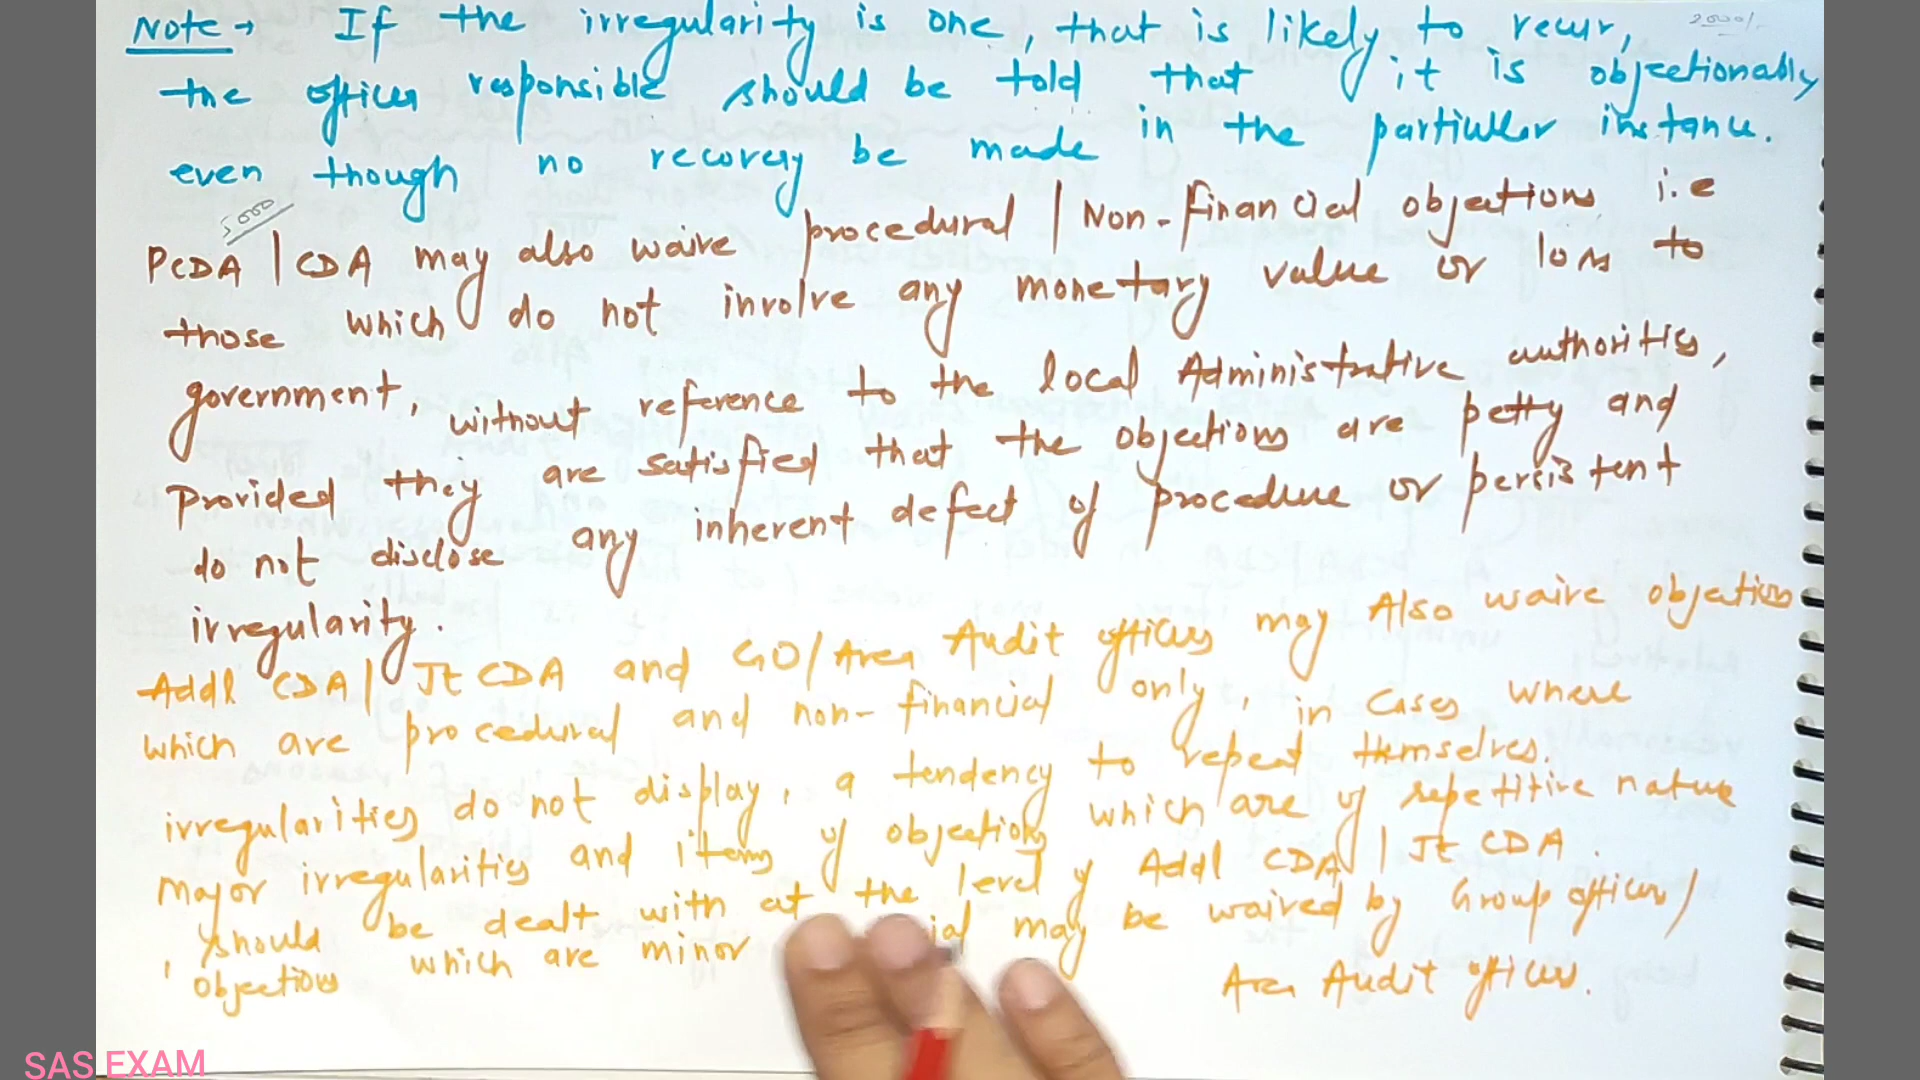 Note → If the irregularity is one, that is likely to recur,
the officer responsible should be told that it is objectionably
even though no recovery be made in the particular instance.
2000/-
5000
PCDA | CDA may also waive procedural | Non-financial objections i.e
those which do not involve any monetary value or loss to
government, without reference to the local Administrative authorities,
Provided they are satisfied that the objections are petty and
do not disclose any inherent defect of procedure or persistent
irregularity.
Addl CDA | Jt CDA and GO/Area Audit officers may Also waive objections
which are procedural and non-financial only, in cases where
irregularities do not display, a tendency to repeat themselves.
Major irregularities and items of objections which are of repetitive nature
should be dealt with at the level of Addl CDA | Jt CDA.
objections which are minor may be waived by Group officer/
Area Audit officer.
SAS EXAM